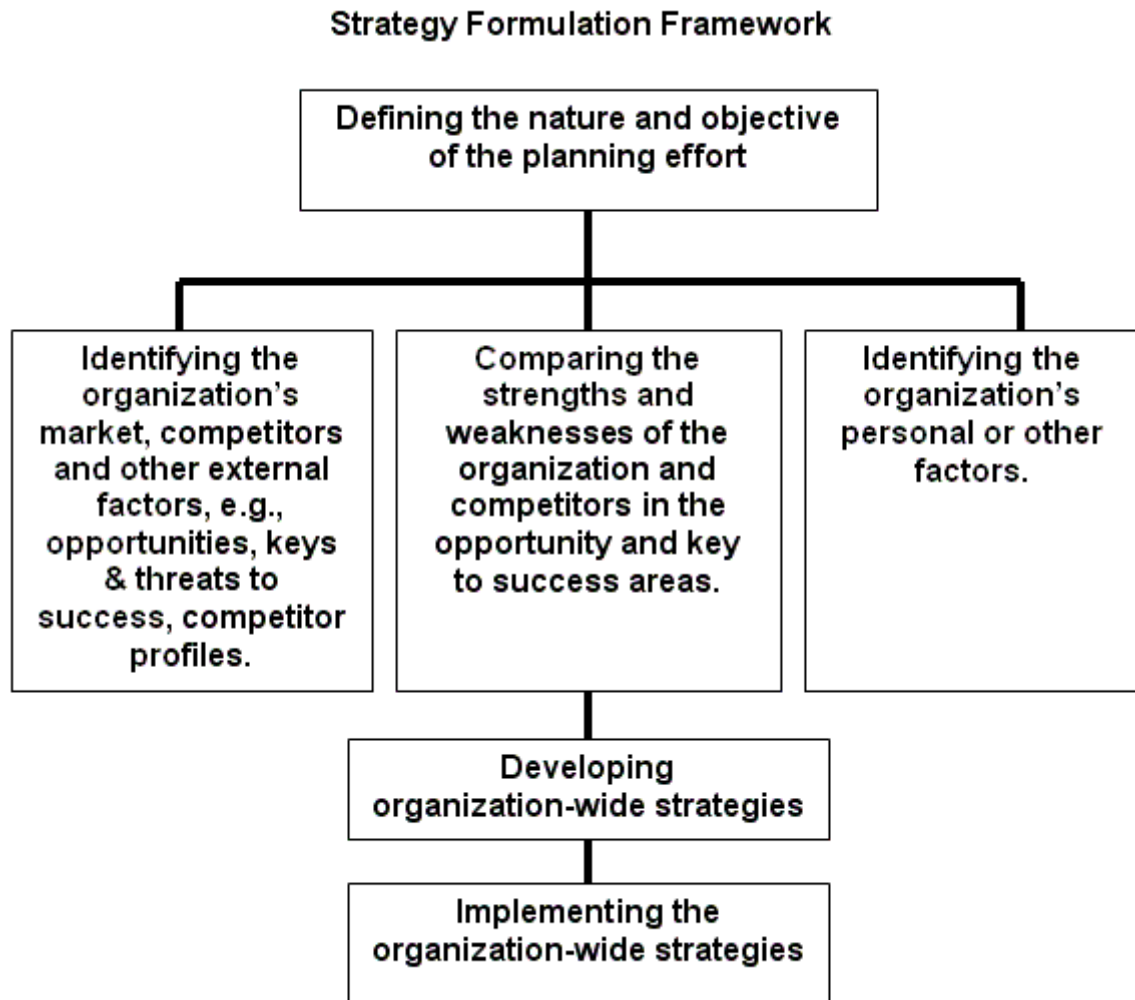 Strategy Formulation Framework
Defining the nature and objective
of the planning effort
Identifying the
organization’s
market, competitors
and other external
factors, e.g.,
opportunities, keys
& threats to
success, competitor
profiles.
Comparing the
strengths and
weaknesses of the
organization and
competitors in the
opportunity and key
to success areas.
Identifying the
organization’s
personal or other
factors.
Developing
organization-wide strategies
Implementing the
organization-wide strategies